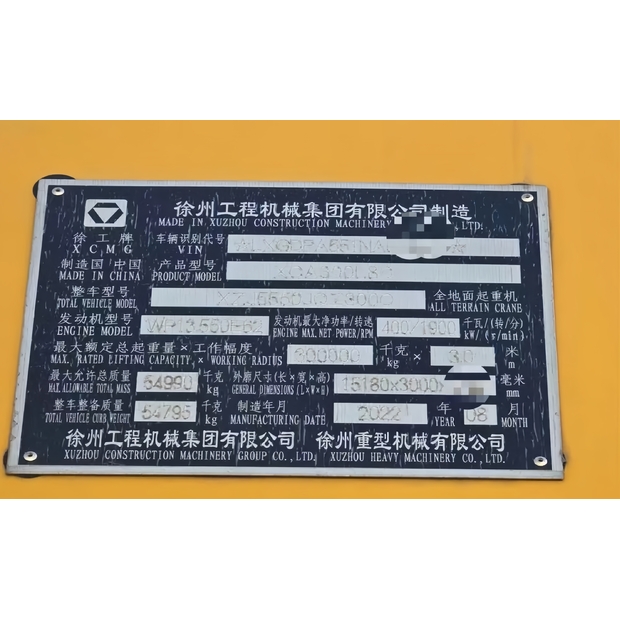 徐州工程机械集团有限公司制造
MADE IN XUZHOU CONSTRUCTION MACHINERY LTD.
徐工牌 车辆识别代号
XCMG VIN
制造国 中国 产品型号
MADE IN CHINA PRODUCT MODEL
整车型号 全地面起重机
TOTAL VEHICLE MODEL ALL TERRAIN CRANE
发动机型号 发动机最大净功率/转速 400/1900 千瓦/(转/分)
ENGINE MODEL ENGINE MAX. NET POWER/RPM kW/(r/min)
最大额定总起重量×工作幅度 300000 千克 × 3.0 米
MAX. RATED LIFTING CAPACITY × WORKING RADIUS kg m
最大允许总质量 54990 千克 外廓尺寸(长×宽×高) 15180×3000× 毫米
MAX. ALLOWABLE TOTAL MASS kg GENERAL DIMENSIONS (L×W×H) mm
整车整备质量 54795 千克 制造年月 2022 年 08 月
TOTAL VEHICLE CURB WEIGHT kg MANUFACTURING DATE YEAR MONTH
徐州工程机械集团有限公司 徐州重型机械有限公司
XUZHOU CONSTRUCTION MACHINERY GROUP CO., LTD. XUZHOU HEAVY MACHINERY CO., LTD.